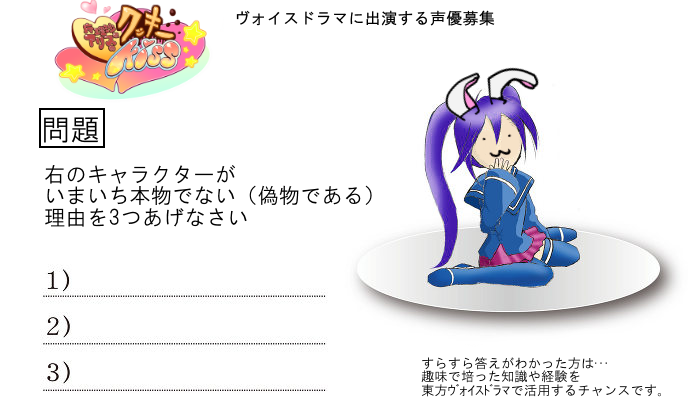 クッキー☆
ヴォイスドラマに出演する声優募集
問題
右のキャラクターが
いまいち本物でない（偽物である）
理由を3つあげなさい
1）
2）
3）
すらすら答えがわかった方は…
趣味で培った知識や経験を
東方ヴォイスドラマで活用するチャンスです。